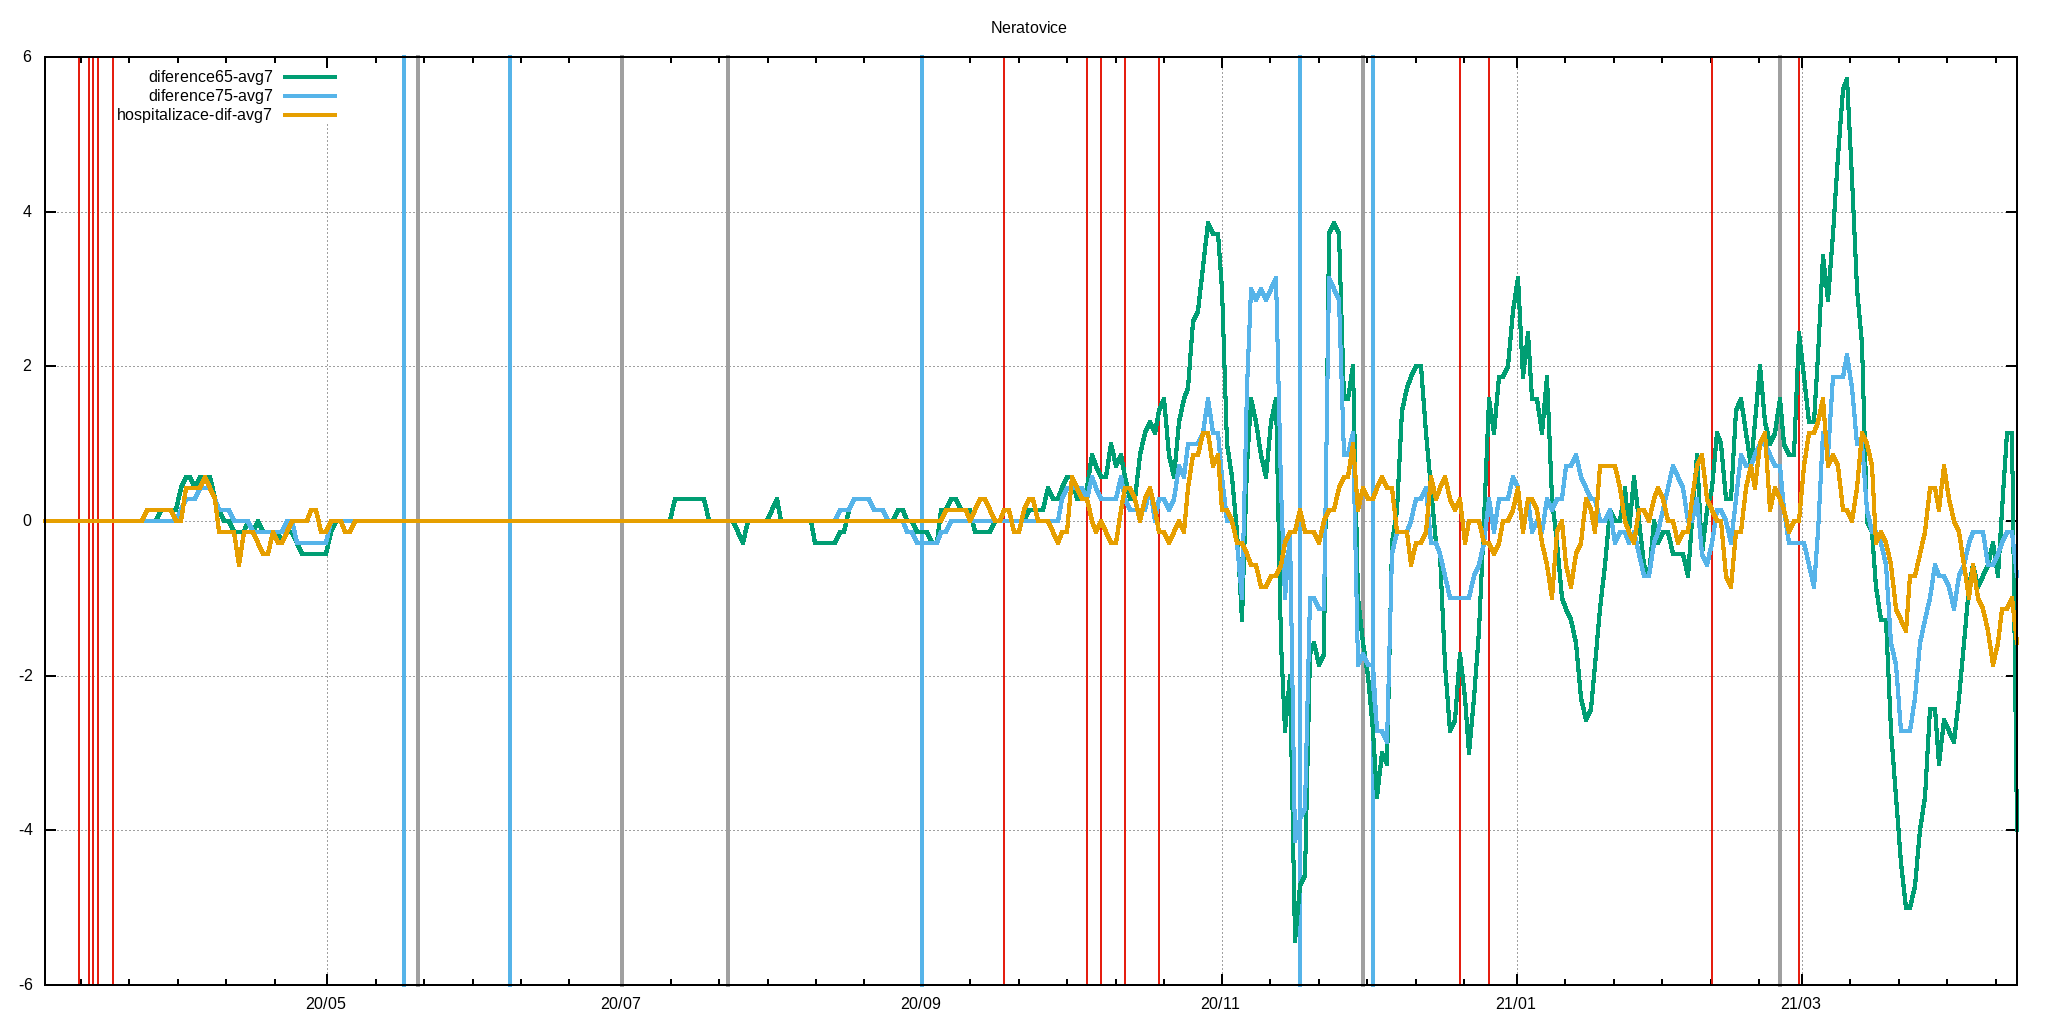 Neratovice
diference65-avg7
diference75-avg7
hospitalizace-dif-avg7
6
4
2
0
-2
-4
-6
20/05 20/07 20/09 20/11 21/01 21/03